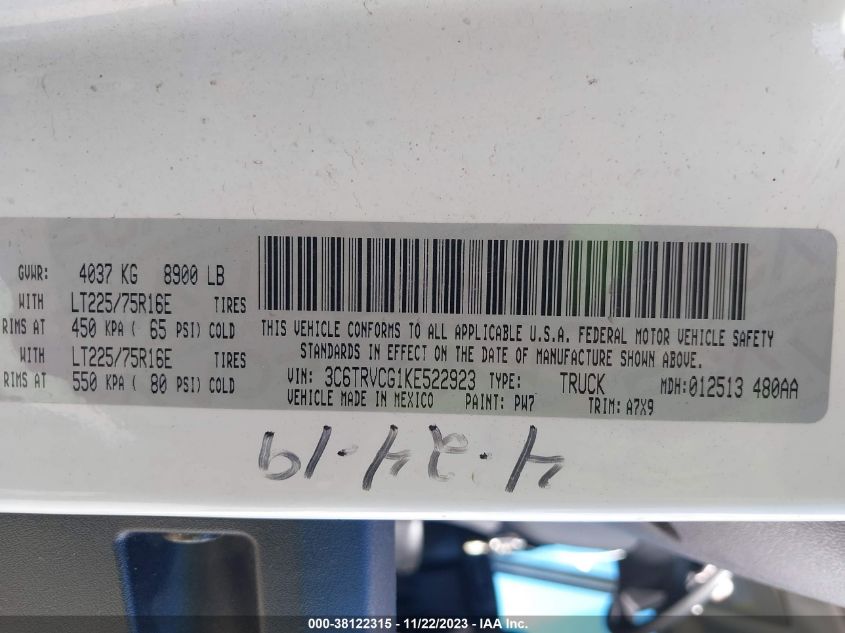 GVWR: 4037 KG 8900 LB
WITH LT225/75R16E TIRES
RIMS AT 450 KPA ( 65 PSI) COLD
WITH LT225/75R16E TIRES
RIMS AT 550 KPA ( 80 PSI) COLD
THIS VEHICLE CONFORMS TO ALL APPLICABLE U.S.A. FEDERAL MOTOR VEHICLE SAFETY
STANDARDS IN EFFECT ON THE DATE OF MANUFACTURE SHOWN ABOVE.
VIN: 3C6TRVCG1KE522923 TYPE: TRUCK MDH:012513 480AA
VEHICLE MADE IN MEXICO PAINT: PW7 TRIM: A7X9
4-24-19
000-38122315 - 11/22/2023 - IAA Inc.